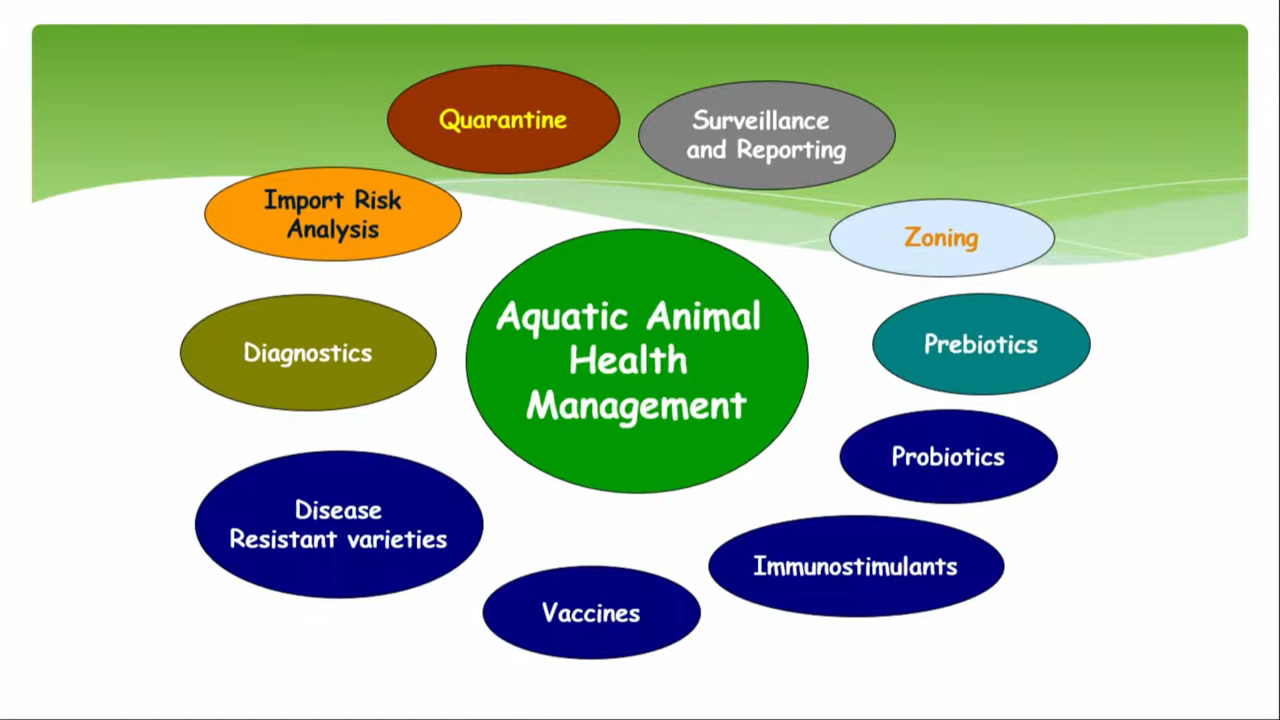 Quarantine
Surveillance
and Reporting
Import Risk
Analysis
Zoning
Aquatic Animal
Health
Management
Diagnostics
Prebiotics
Probiotics
Disease
Resistant varieties
Immunostimulants
Vaccines